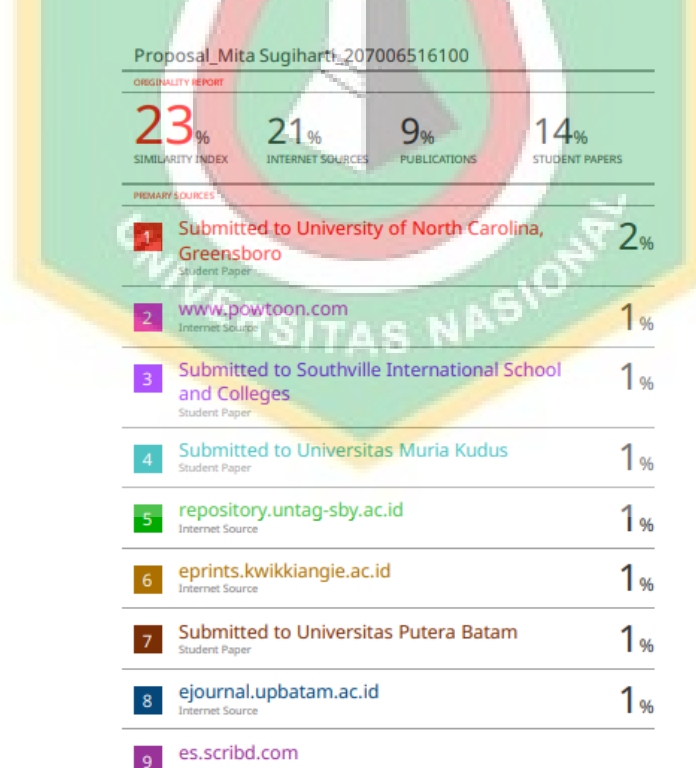 Proposal_Mita Sugiharti_207006516100
ORIGINALITY REPORT
23% 21% 9% 14%
SIMILARITY INDEX INTERNET SOURCES PUBLICATIONS STUDENT PAPERS
PRIMARY SOURCES
1 Submitted to University of North Carolina, 2%
Greensboro
Student Paper
2 www.powtoon.com 1%
Internet Source
3 Submitted to Southville International School 1%
and Colleges
Student Paper
4 Submitted to Universitas Muria Kudus 1%
Student Paper
5 repository.untag-sby.ac.id 1%
Internet Source
6 eprints.kwikkiangie.ac.id 1%
Internet Source
7 Submitted to Universitas Putera Batam 1%
Student Paper
8 ejournal.upbatam.ac.id 1%
Internet Source
9 es.scribd.com
UNIVERSITAS NASIONAL